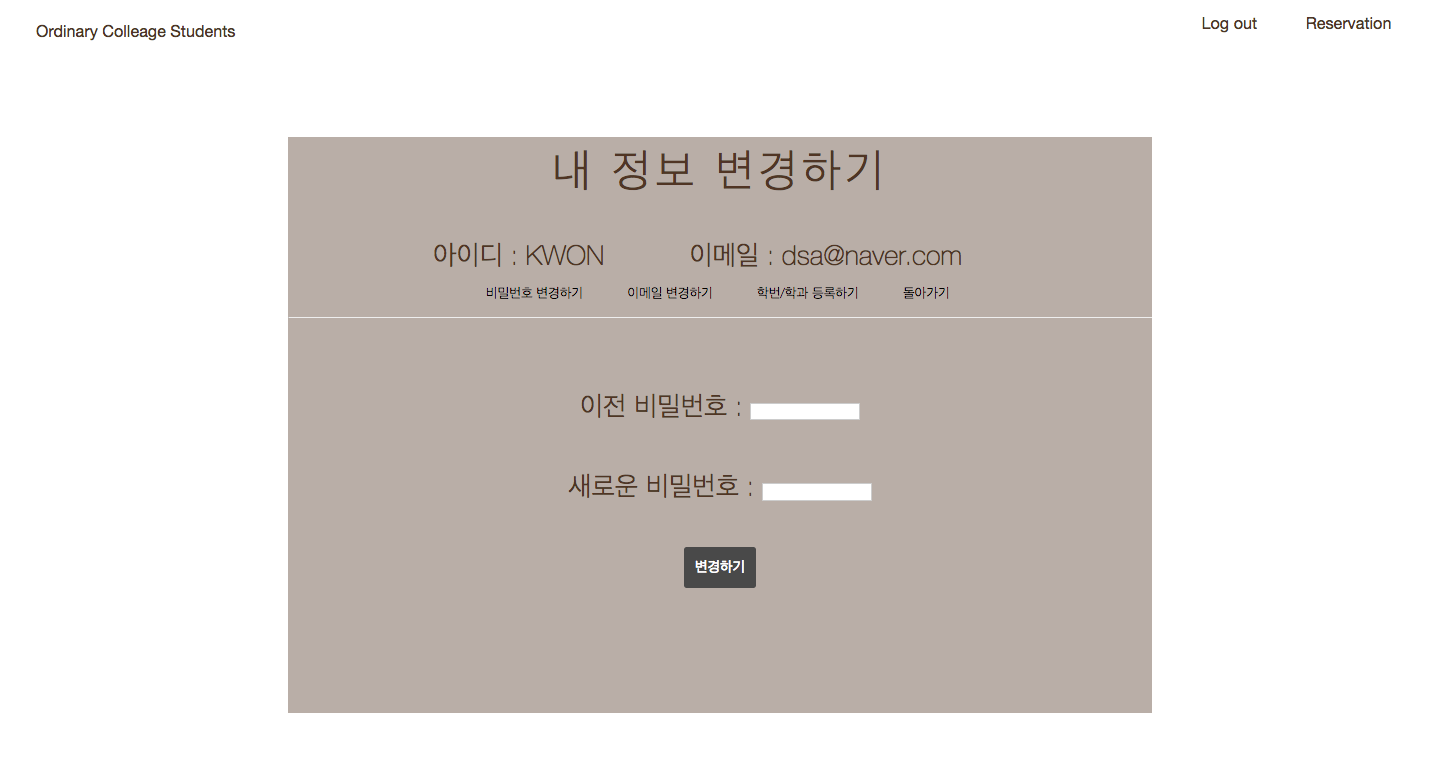 Ordinary Colleage Students
Log out Reservation
내 정보 변경하기
아이디 : KWON 이메일 : dsa@naver.com
비밀번호 변경하기 이메일 변경하기 학번/학과 등록하기 돌아가기
이전 비밀번호 :
새로운 비밀번호 :
변경하기